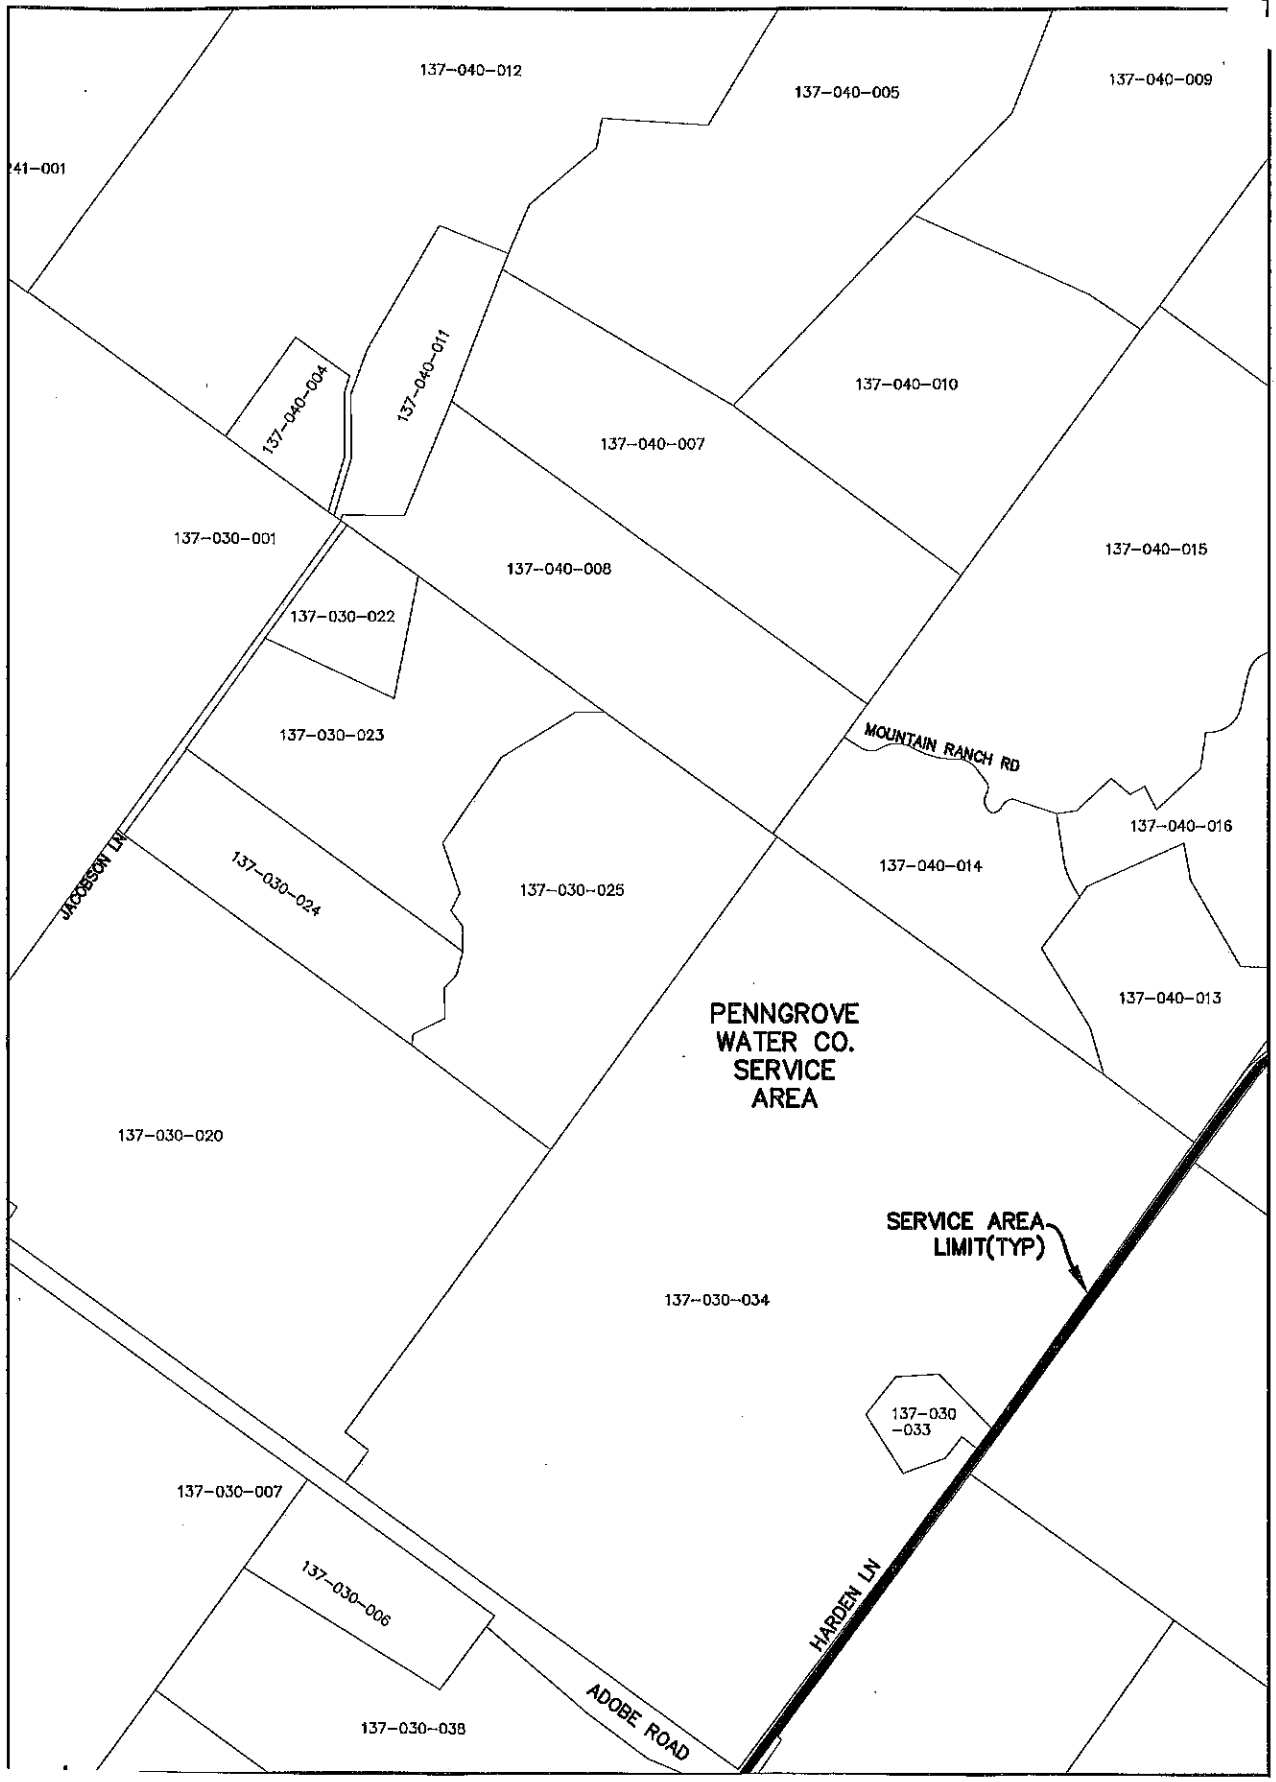 137-040-012
137-040-005
137-040-009
241-001
137-040-011
137-040-004
137-040-010
137-040-007
137-030-001
137-040-008
137-040-015
137-030-022
137-030-023
MOUNTAIN RANCH RD
137-040-016
137-040-014
JACOBSON LN
137-030-024
137-030-025
137-040-013
PENNGROVE
WATER CO.
SERVICE
AREA
137-030-020
SERVICE AREA
LIMIT(TYP)
137-030-034
137-030
-033
137-030-007
137-030-006
HARDEN LN
ADOBE ROAD
137-030-038